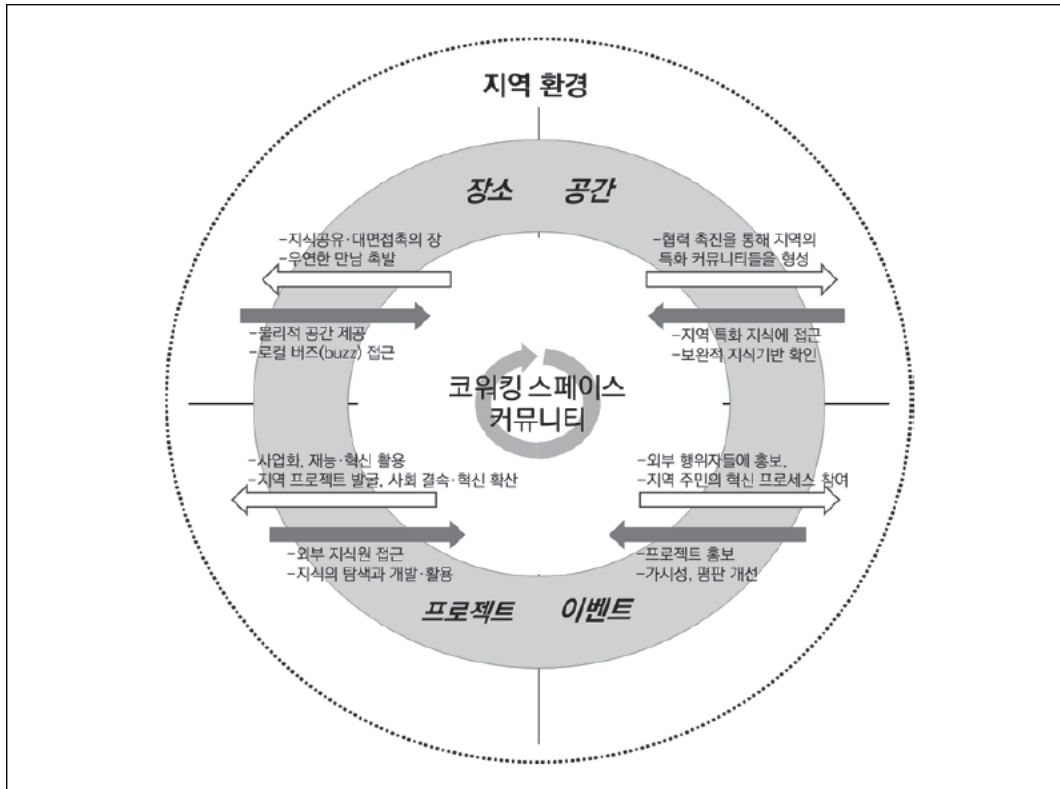 지역 환경
장소 공간
-지식공유·대면접촉의 장
-우연한 만남 촉발
-협력 촉진을 통해 지역의
특화 커뮤니티들을 형성
-물리적 공간 제공
-로컬 버즈(buzz) 접근
-지역 특화 지식에 접근
-보완적 지식기반 확인
코워킹 스페이스
커뮤니티
-사업화, 재능·혁신 활용
-지역 프로젝트 발굴, 사회 결속·혁신 확산
-외부 행위자들에 홍보,
-지역 주민의 혁신 프로세스 참여
-외부 지식원 접근
-지식의 탐색과 개발·활용
-프로젝트 홍보
-가시성, 평판 개선
프로젝트 이벤트